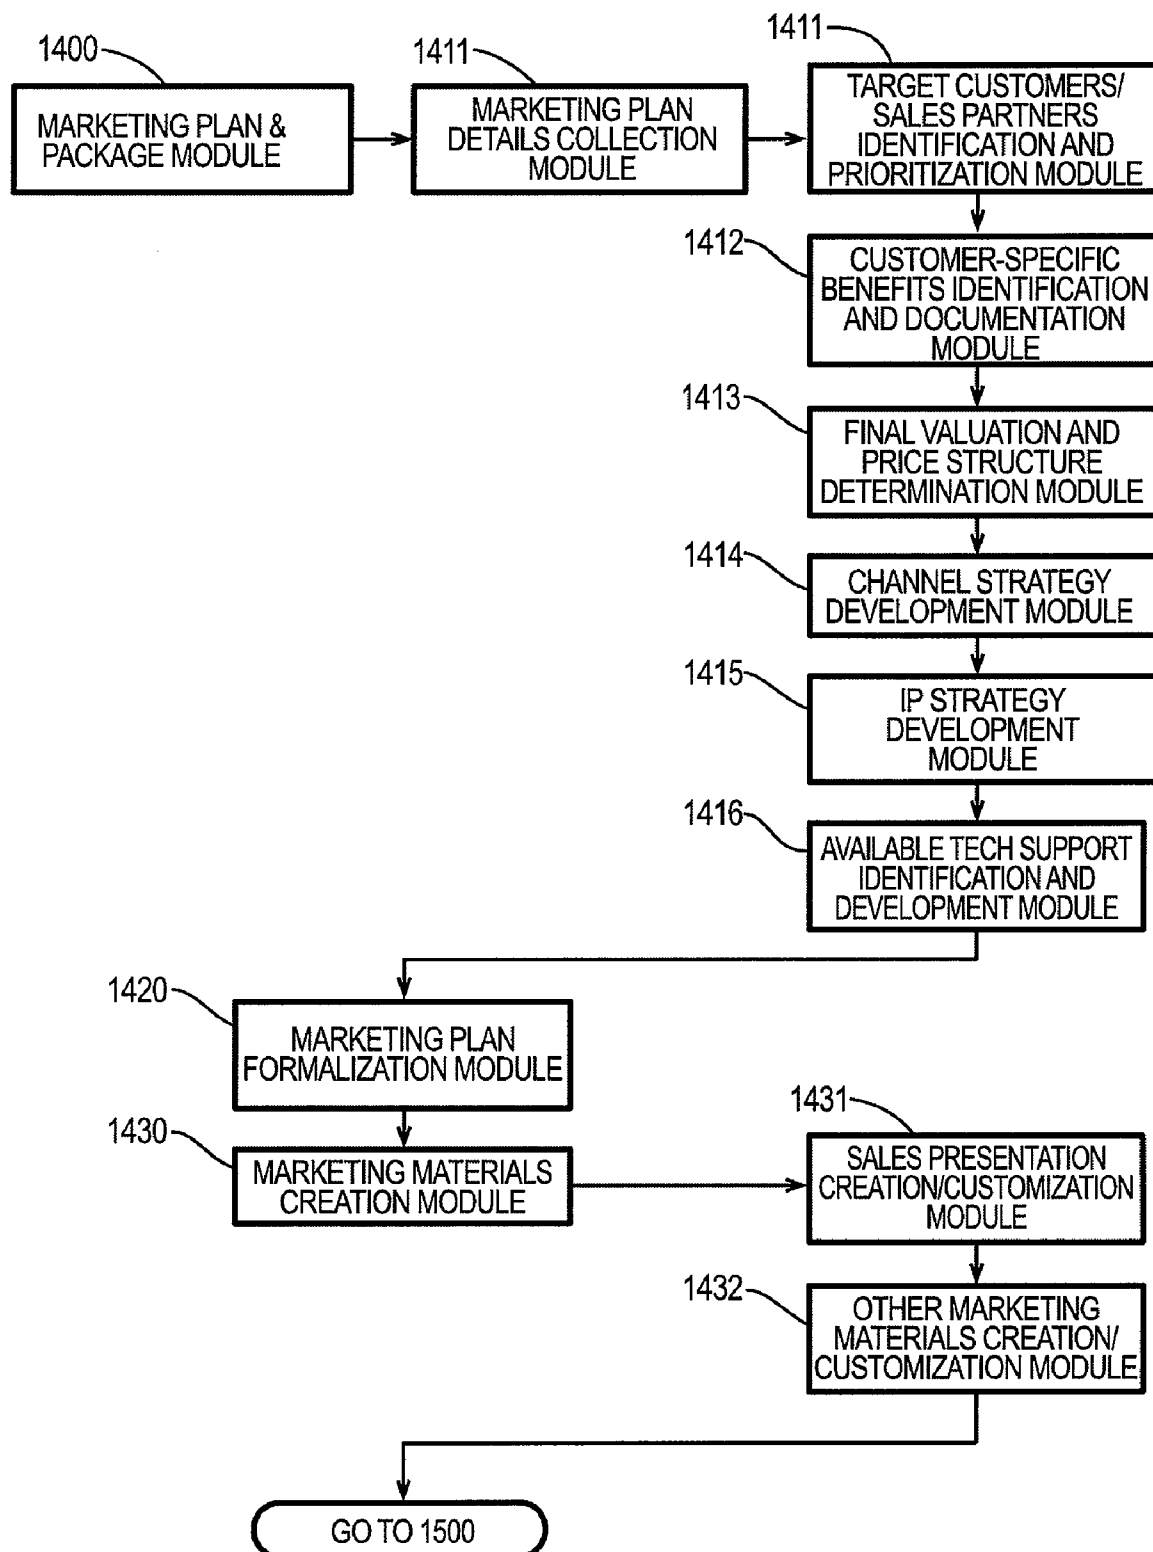 1400
MARKETING PLAN &
PACKAGE MODULE
1411
MARKETING PLAN
DETAILS COLLECTION
MODULE
1411
TARGET CUSTOMERS/
SALES PARTNERS
IDENTIFICATION AND
PRIORITIZATION MODULE
1412
CUSTOMER-SPECIFIC
BENEFITS IDENTIFICATION
AND DOCUMENTATION
MODULE
1413
FINAL VALUATION AND
PRICE STRUCTURE
DETERMINATION MODULE
1414
CHANNEL STRATEGY
DEVELOPMENT MODULE
1415
IP STRATEGY
DEVELOPMENT
MODULE
1416
AVAILABLE TECH SUPPORT
IDENTIFICATION AND
DEVELOPMENT MODULE
1420
MARKETING PLAN
FORMALIZATION MODULE
1430
MARKETING MATERIALS
CREATION MODULE
1431
SALES PRESENTATION
CREATION/CUSTOMIZATION
MODULE
1432
OTHER MARKETING
MATERIALS CREATION/
CUSTOMIZATION MODULE
GO TO 1500